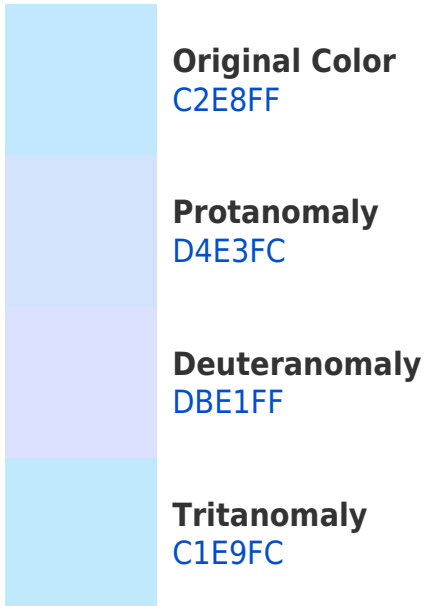 Original Color
C2E8FF
Protanomaly
D4E3FC
Deuteranomaly
DBE1FF
Tritanomaly
C1E9FC